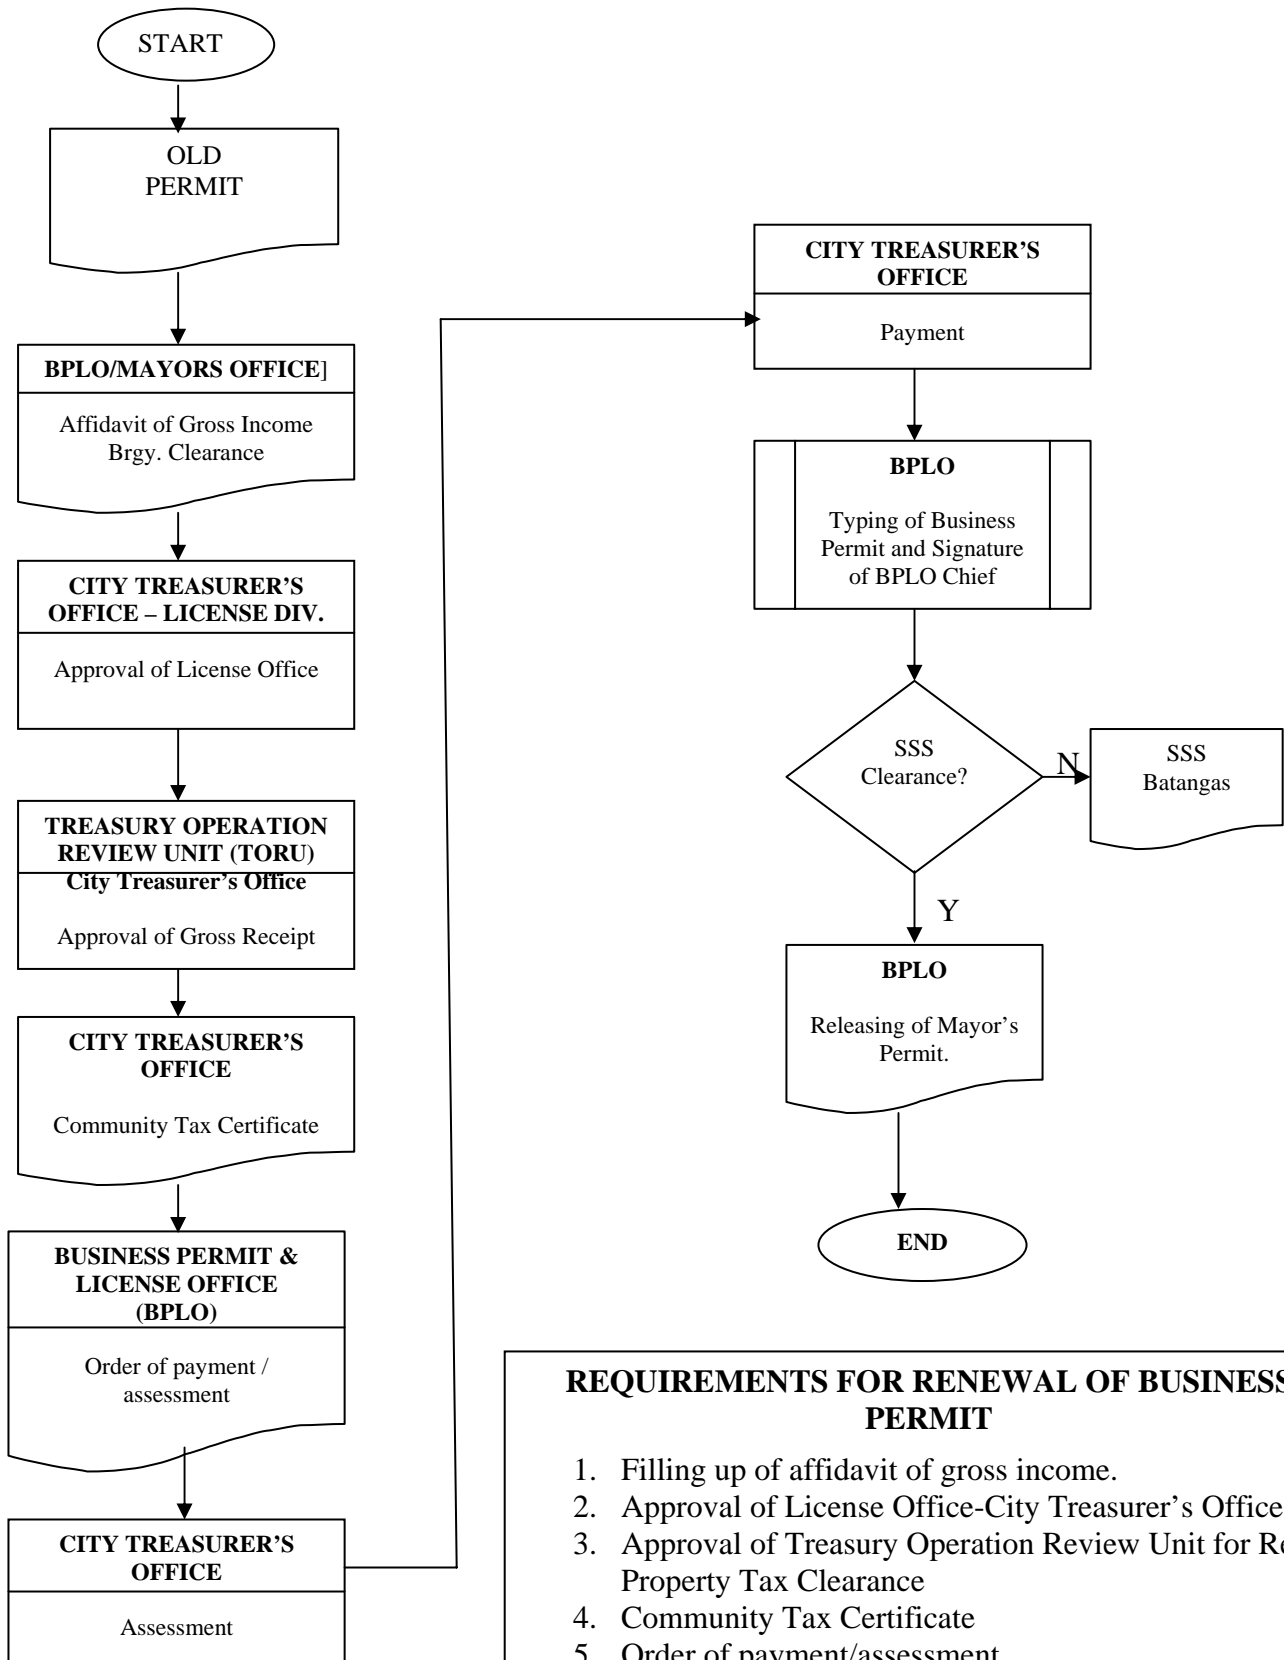 START
OLD
PERMIT
BPLO/MAYORS OFFICE]
Affidavit of Gross Income
Brgy. Clearance
CITY TREASURER’S
OFFICE – LICENSE DIV.
Approval of License Office
TREASURY OPERATION
REVIEW UNIT (TORU)
City Treasurer’s Office
Approval of Gross Receipt
CITY TREASURER’S
OFFICE
Community Tax Certificate
BUSINESS PERMIT &
LICENSE OFFICE
(BPLO)
Order of payment /
assessment
CITY TREASURER’S
OFFICE
Assessment
CITY TREASURER’S
OFFICE
Payment
BPLO
Typing of Business
Permit and Signature
of BPLO Chief
SSS
Clearance?
N
SSS
Batangas
Y
BPLO
Releasing of Mayor’s
Permit.
END
REQUIREMENTS FOR RENEWAL OF BUSINESS
PERMIT
1. Filling up of affidavit of gross income.
2. Approval of License Office-City Treasurer’s Office
3. Approval of Treasury Operation Review Unit for Re
Property Tax Clearance
4. Community Tax Certificate
5. Order of payment/assessment